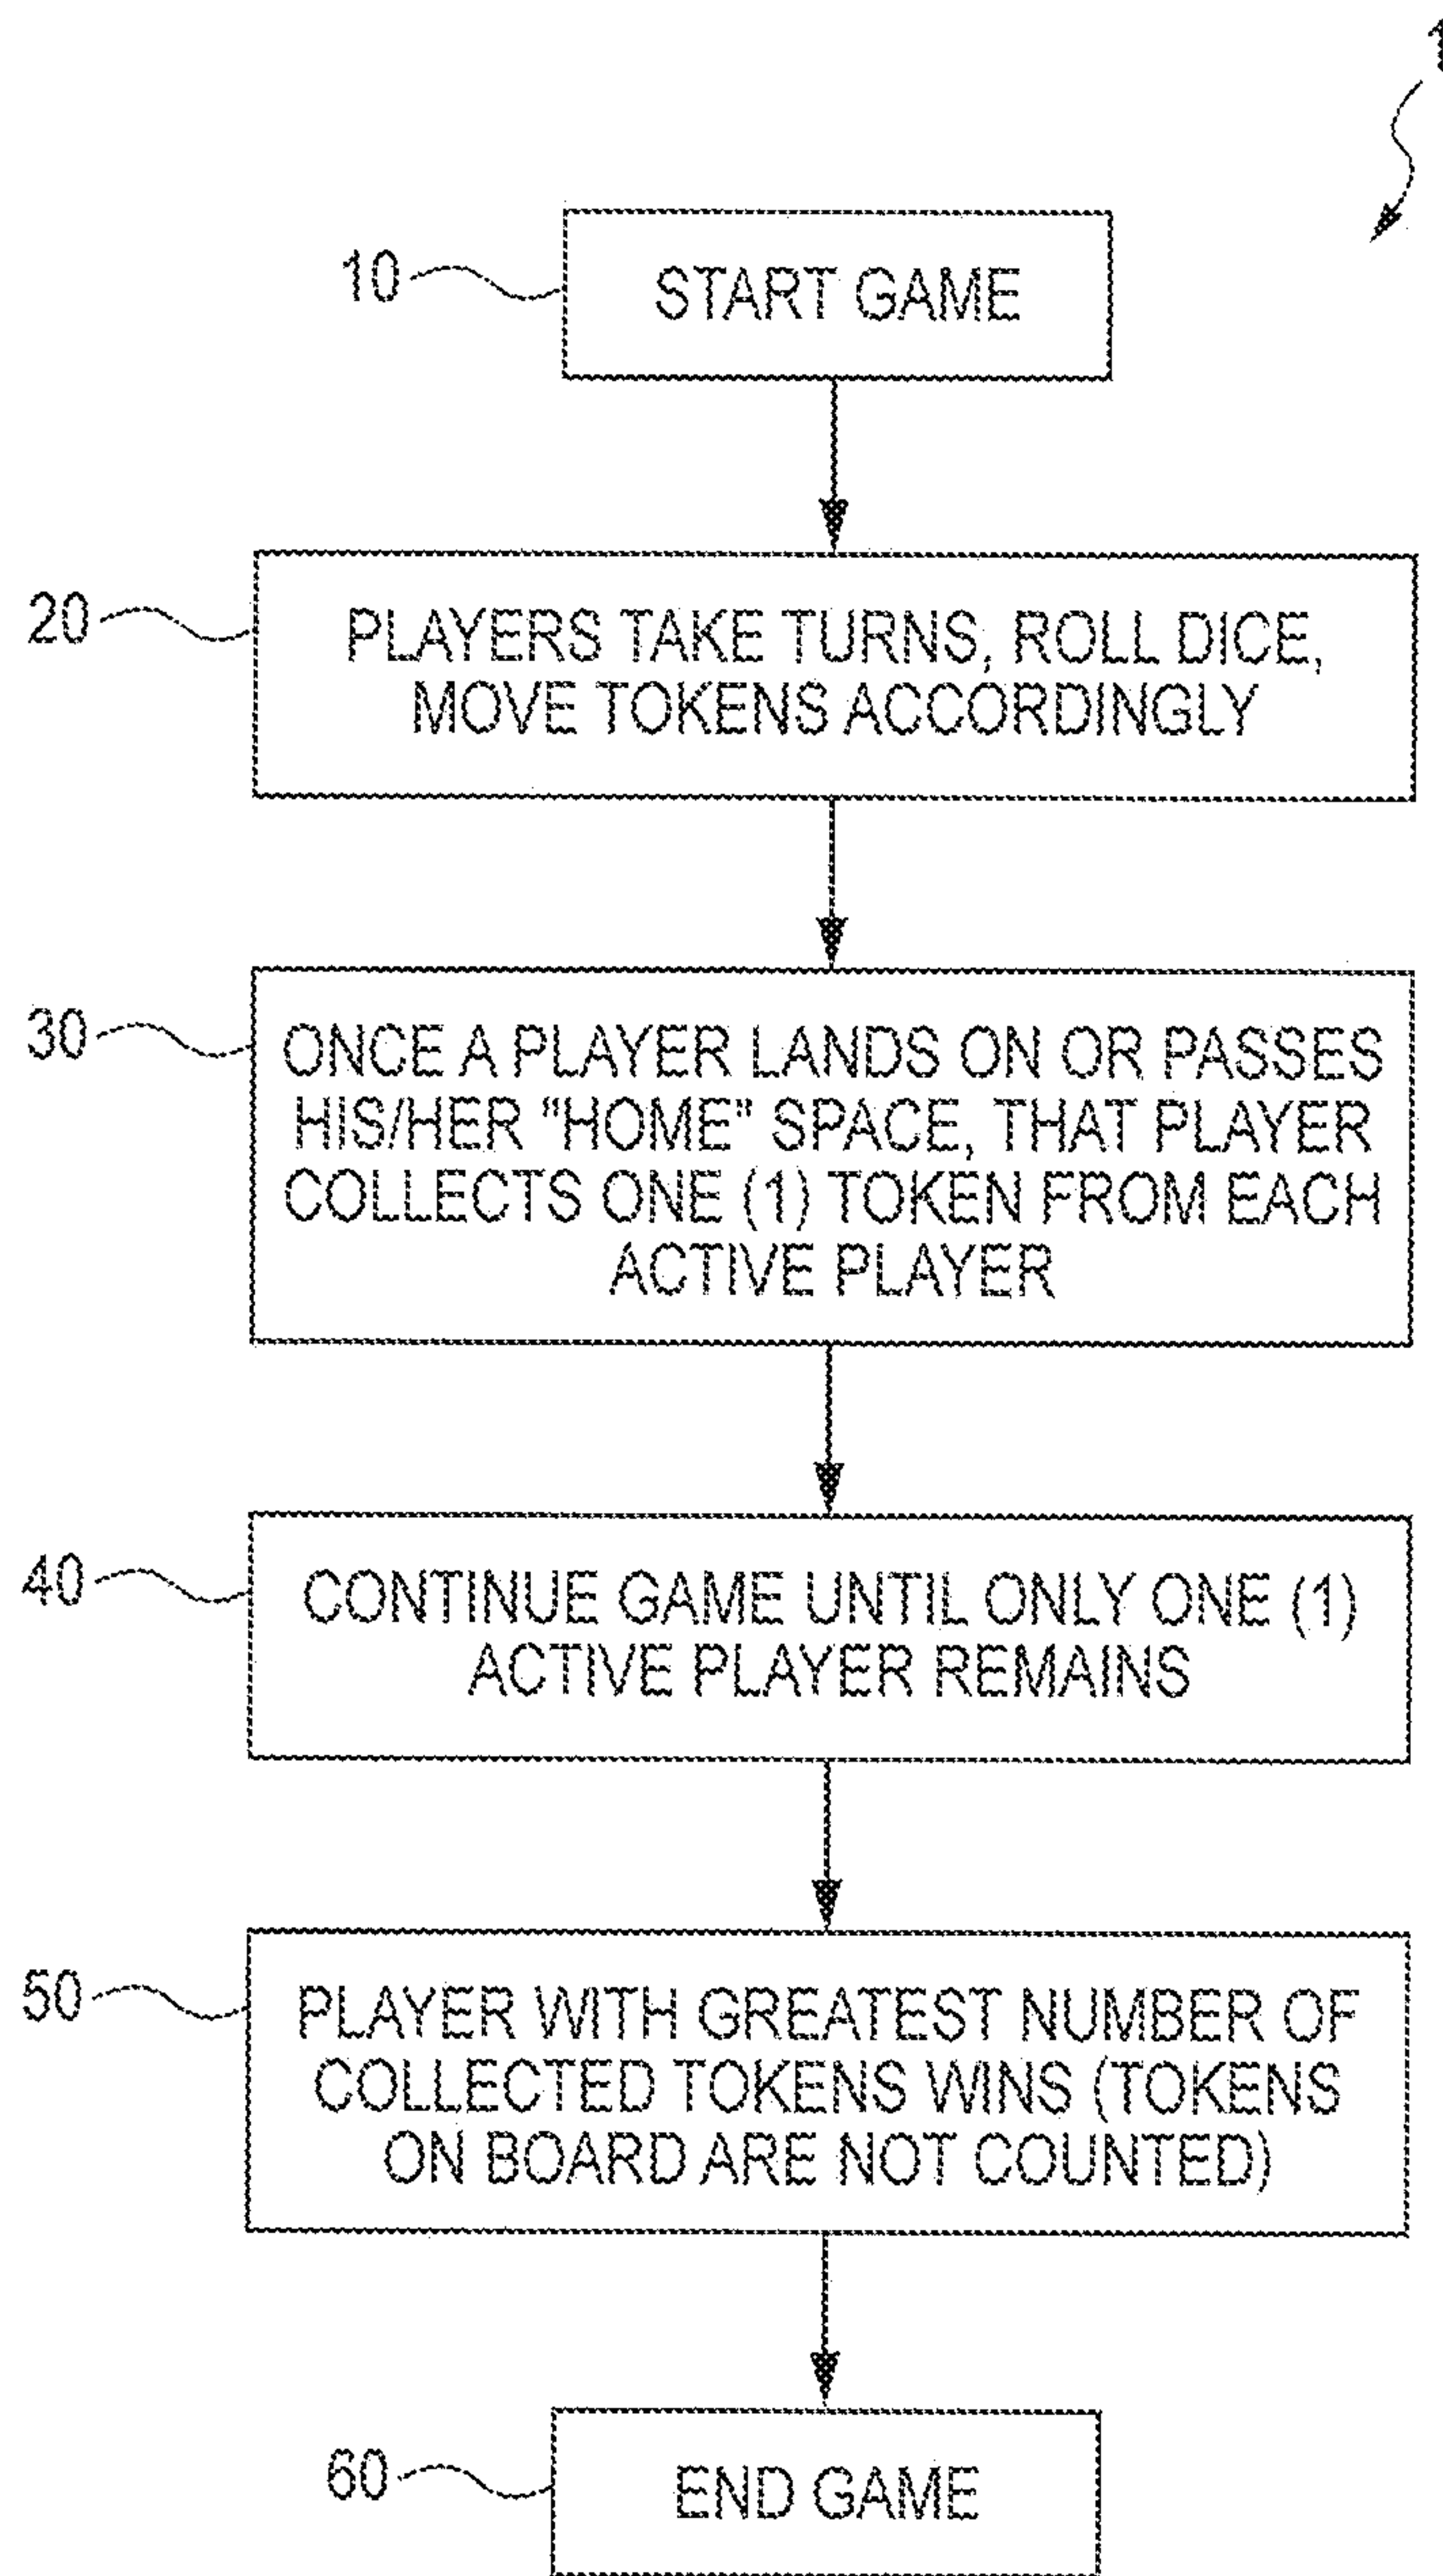 1
10
START GAME
20
PLAYERS TAKE TURNS, ROLL DICE,
MOVE TOKENS ACCORDINGLY
30
ONCE A PLAYER LANDS ON OR PASSES
HIS/HER "HOME" SPACE, THAT PLAYER
COLLECTS ONE (1) TOKEN FROM EACH
ACTIVE PLAYER
40
CONTINUE GAME UNTIL ONLY ONE (1)
ACTIVE PLAYER REMAINS
50
PLAYER WITH GREATEST NUMBER OF
COLLECTED TOKENS WINS (TOKENS
ON BOARD ARE NOT COUNTED)
60
END GAME